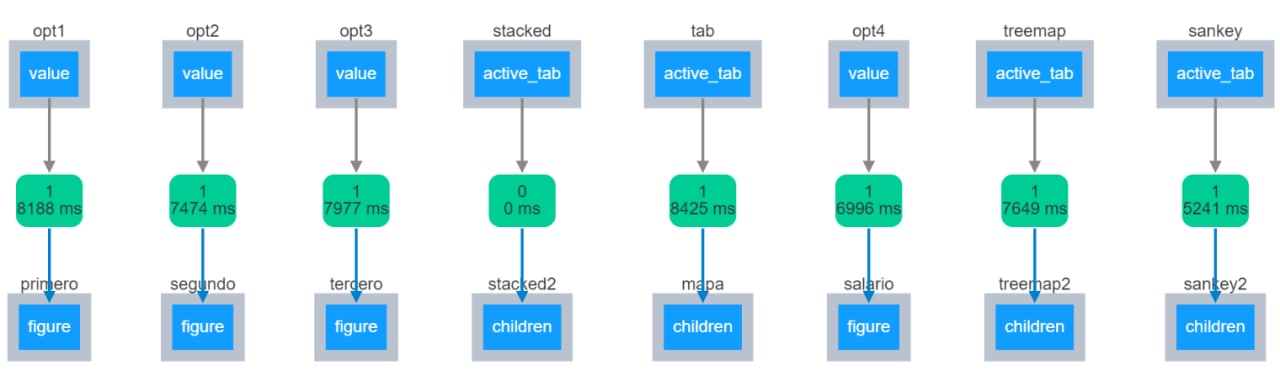 opt1 opt2 opt3 stacked tab opt4 treemap sankey
value value value active_tab active_tab value active_tab active_tab
1 1 1 0 1 1 1 1
8188 ms 7474 ms 7977 ms 0 ms 8425 ms 6996 ms 7649 ms 5241 ms
primero segundo tercero stacked2 mapa salario treemap2 sankey2
figure figure figure children children figure children children